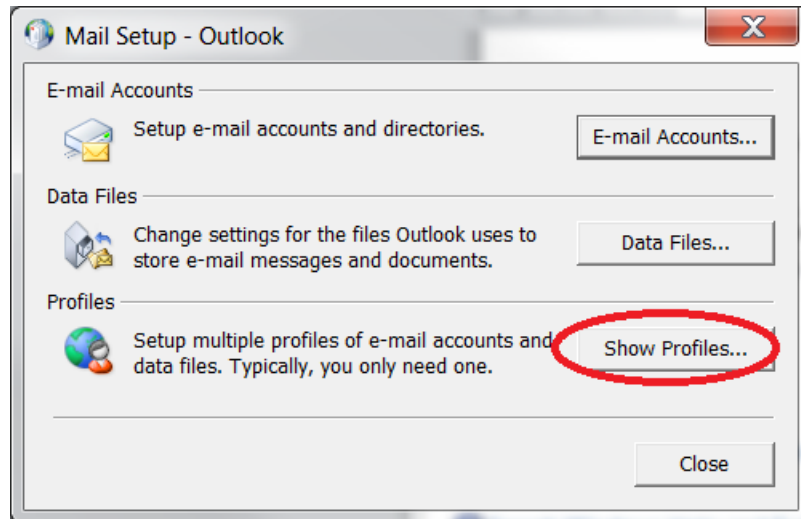 Mail Setup - Outlook
E-mail Accounts
Setup e-mail accounts and directories.
E-mail Accounts...
Data Files
Change settings for the files Outlook uses to
store e-mail messages and documents.
Data Files...
Profiles
Setup multiple profiles of e-mail accounts and
data files. Typically, you only need one.
Show Profiles...
Close